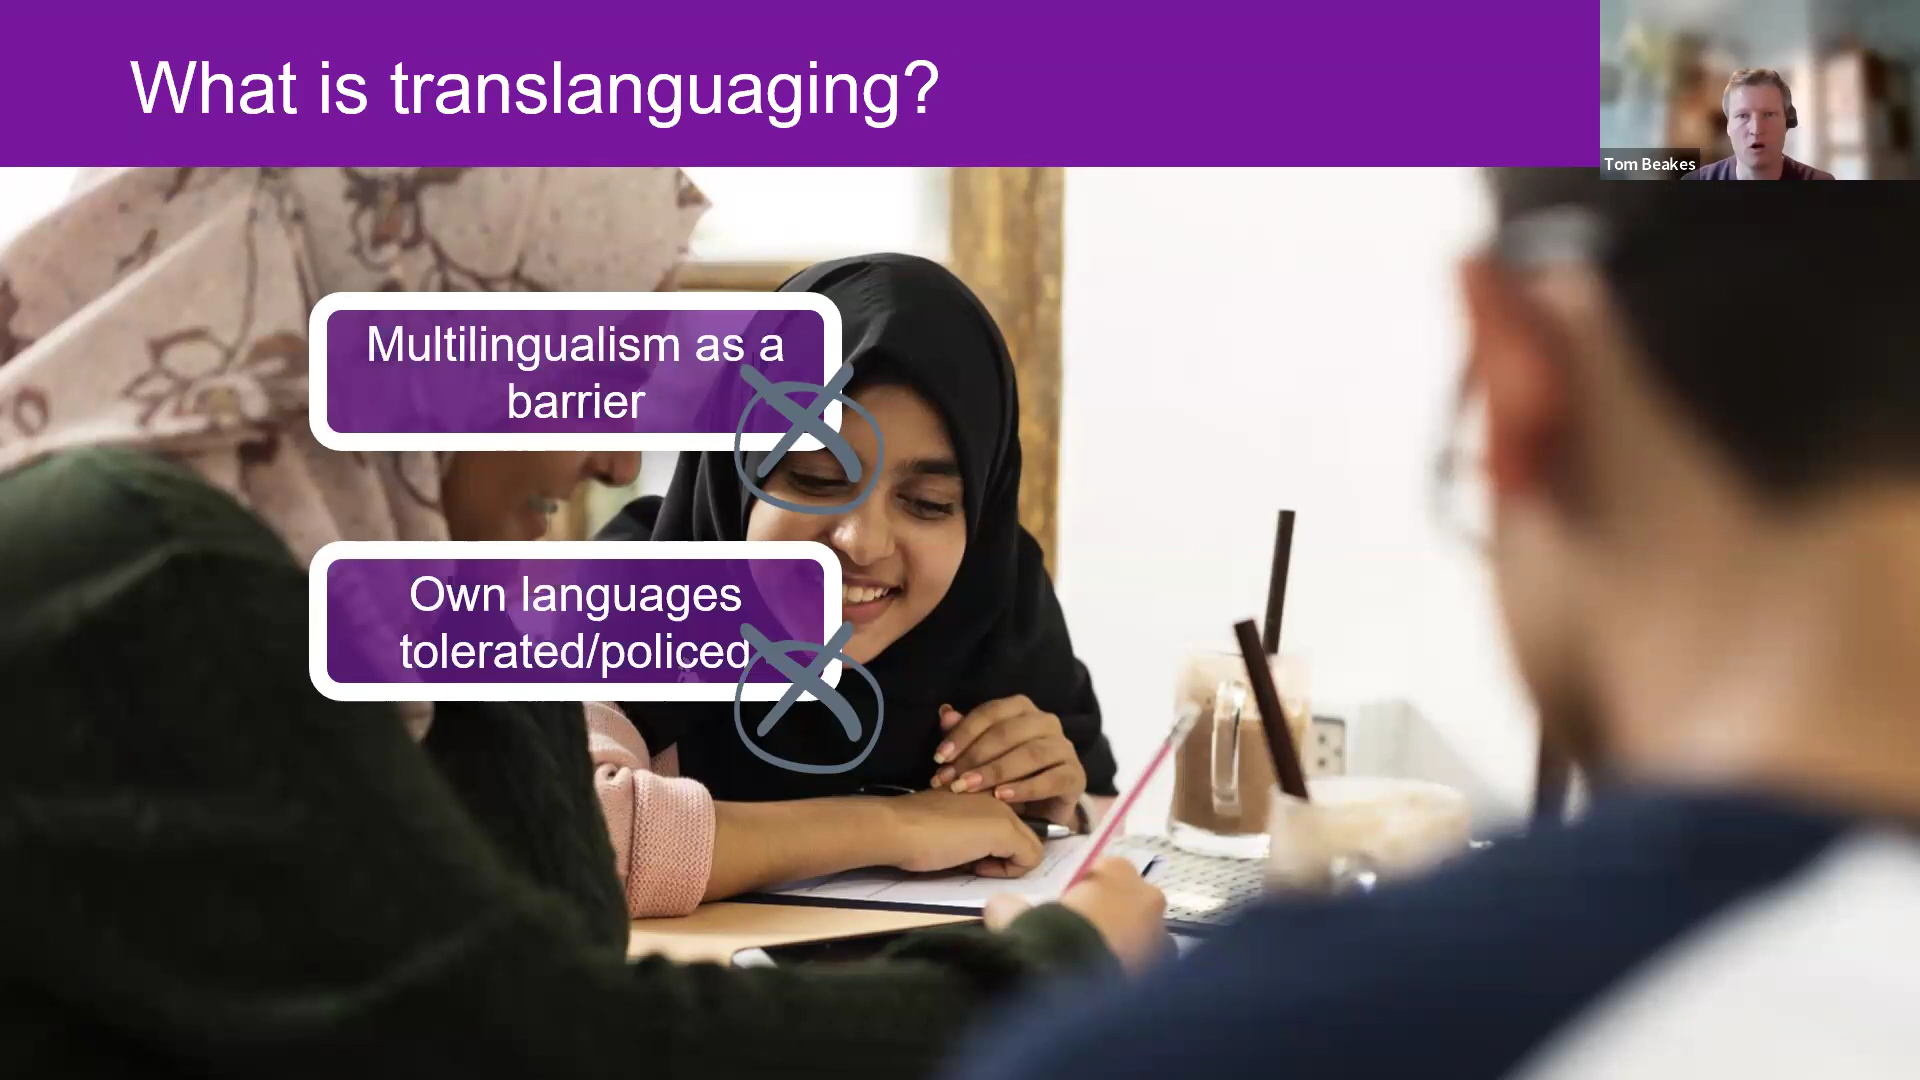 What is translanguaging?
Tom Beakes
Multilingualism as a
barrier
Own languages
tolerated/policed